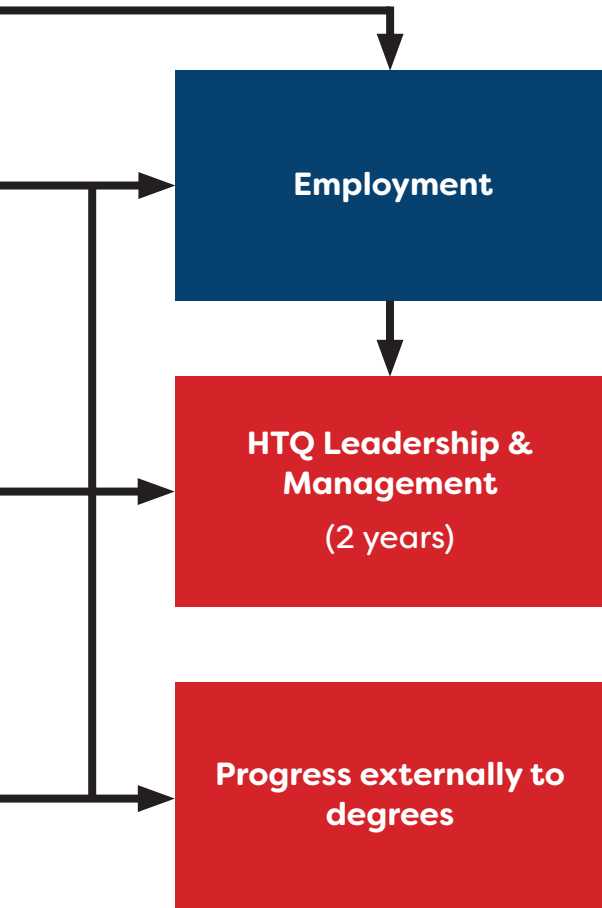 Employment
HTQ Leadership &
Management
(2 years)
Progress externally to
degrees